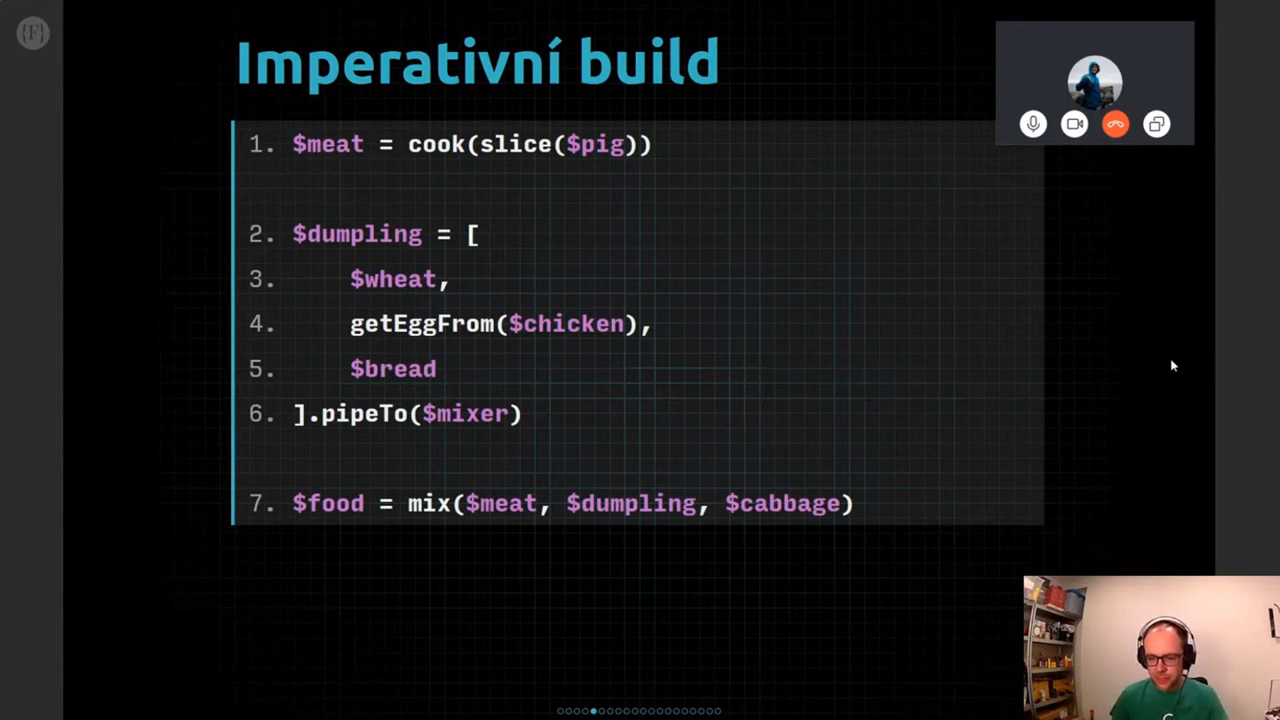 {F}
Imperativní build
1. $meat = cook(slice($pig))
2. $dumpling = [
3. $wheat,
4. getEggFrom($chicken),
5. $bread
6. ].pipeTo($mixer)
7. $food = mix($meat, $dumpling, $cabbage)